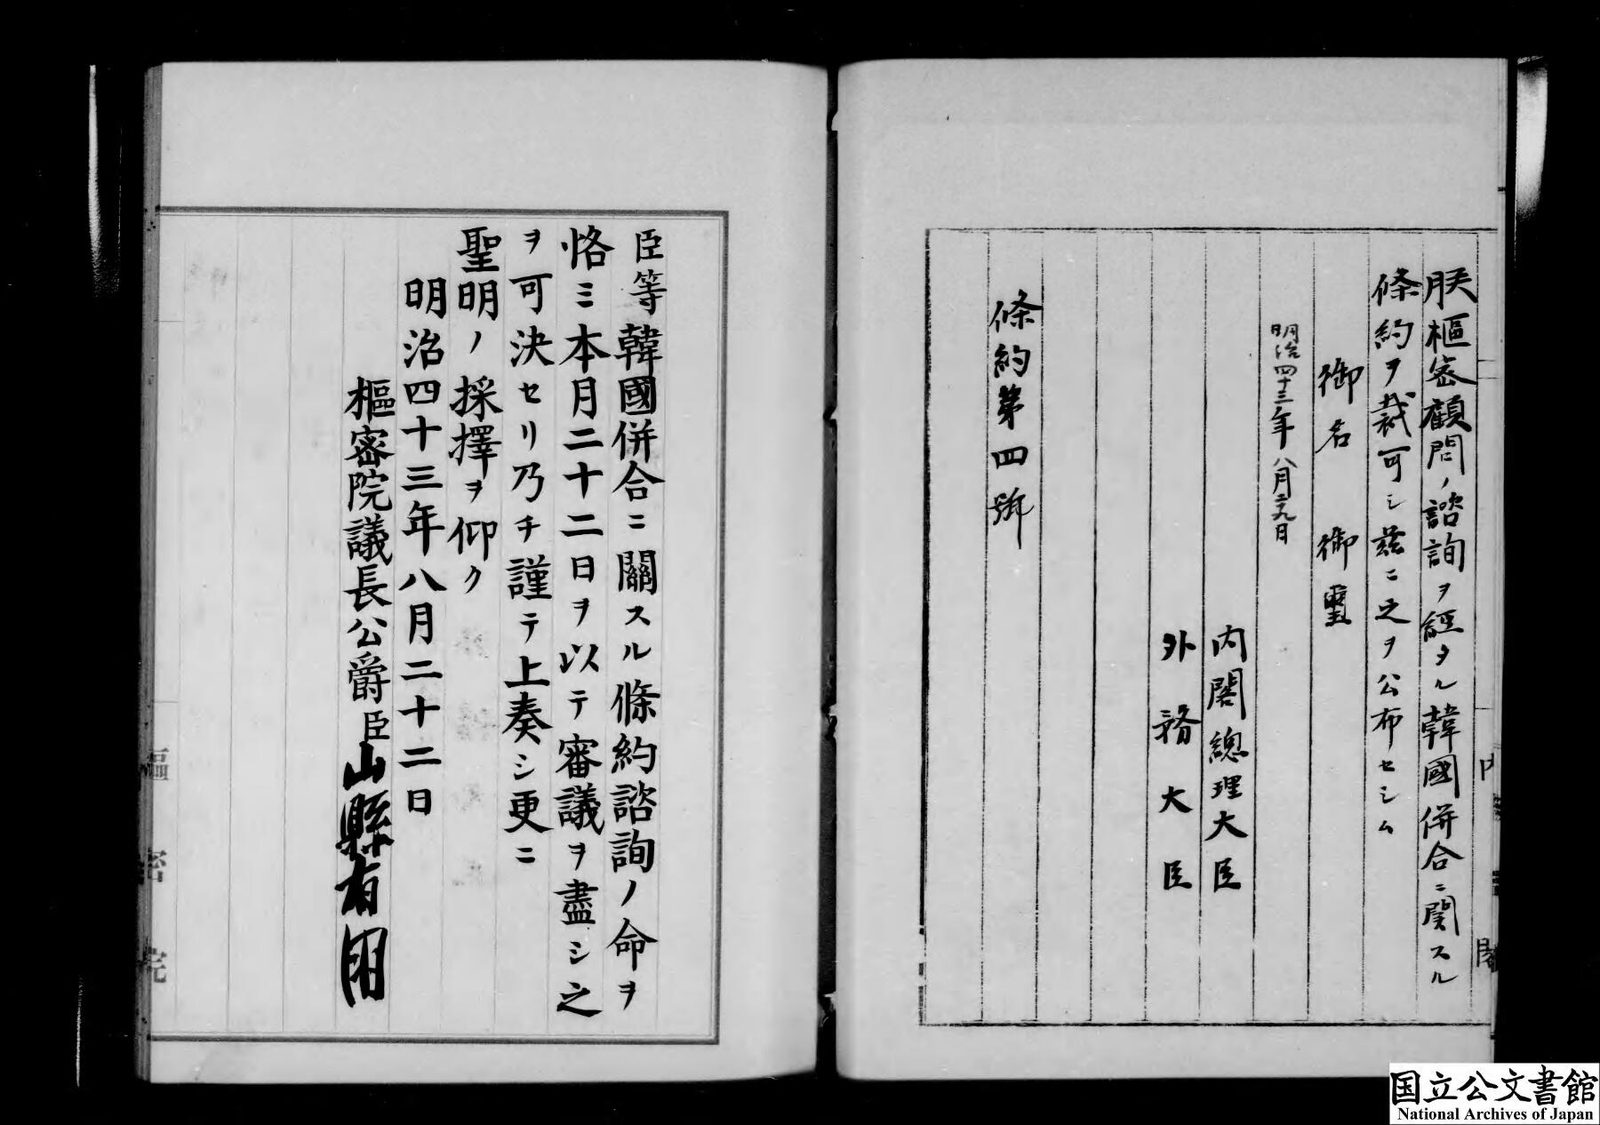 朕樞密顧問ノ諮詢ヲ經タル韓國併合ニ関スル
條約ヲ裁可シ茲ニ之ヲ公布セシム
御名 御璽
明治四十三年八月二十九日
内閣總理大臣
外務大臣
條約第四號
内閣
臣等韓國併合ニ關スル條約諮詢ノ命ヲ
恪ミ本月二十二日ヲ以テ審議ヲ盡シ之
ヲ可決セリ乃チ謹テ上奏シ更ニ
聖明ノ採擇ヲ仰ク
明治四十三年八月二十二日
樞密院議長公爵臣山縣有朋
樞密院
国立公文書館
National Archives of Japan